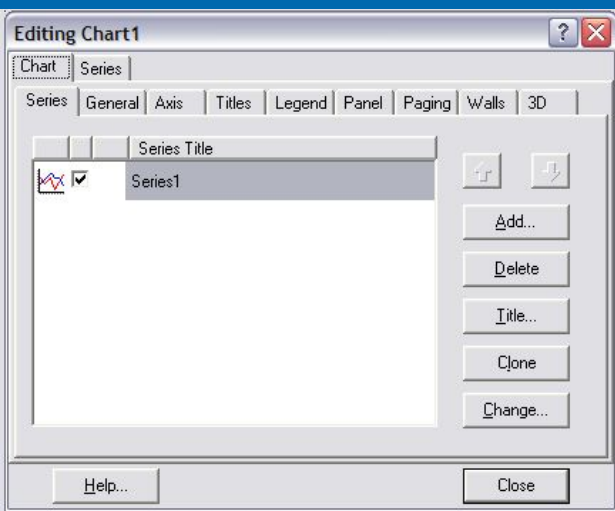 Editing Chart1
Chart Series
Series General Axis Titles Legend Panel Paging Walls 3D
Series Title
Series1
Add...
Delete
Title...
Clone
Change...
Help... Close